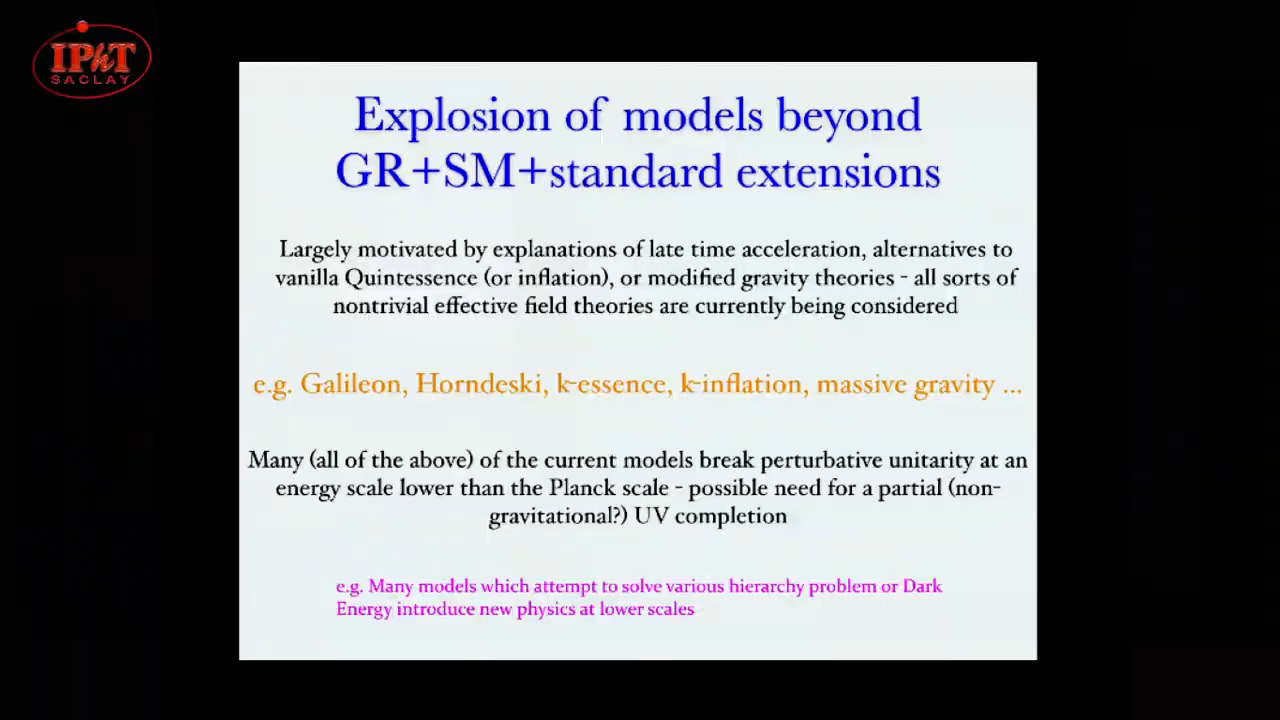 IPhT
SACLAY
Explosion of models beyond
GR+SM+standard extensions
Largely motivated by explanations of late time acceleration, alternatives to
vanilla Quintessence (or inflation), or modified gravity theories - all sorts of
nontrivial effective field theories are currently being considered
e.g. Galileon, Horndeski, k-essence, k-inflation, massive gravity ...
Many (all of the above) of the current models break perturbative unitarity at an
energy scale lower than the Planck scale - possible need for a partial (non-
gravitational?) UV completion
e.g. Many models which attempt to solve various hierarchy problem or Dark
Energy introduce new physics at lower scales